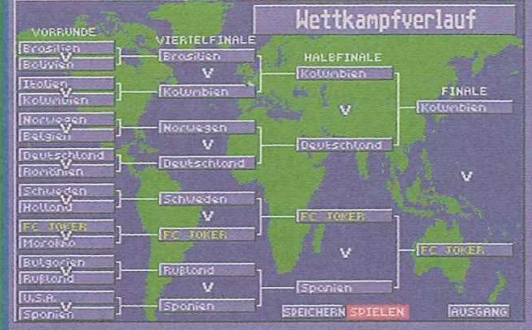 Wettkampfverlauf
VORRUNDE
Brasilien
V
Bolivien
Italien
V
Kolumbien
Norwegen
V
Belgien
Deutschland
V
Romänien
Schweden
V
Holland
FC JOKER
V
Marokko
Bulgarien
V
Rußland
U.S.A.
V
Spanien
VIERTELFINALE
Brasilien
V
Kolumbien
Norwegen
V
Deutschland
Schweden
V
FC JOKER
Rußland
V
Spanien
HALBFINALE
Kolumbien
V
Deutschland
FC JOKER
V
Spanien
FINALE
Kolumbien
V
FC JOKER
SPEICHERN
SPIELEN
AUSGANG